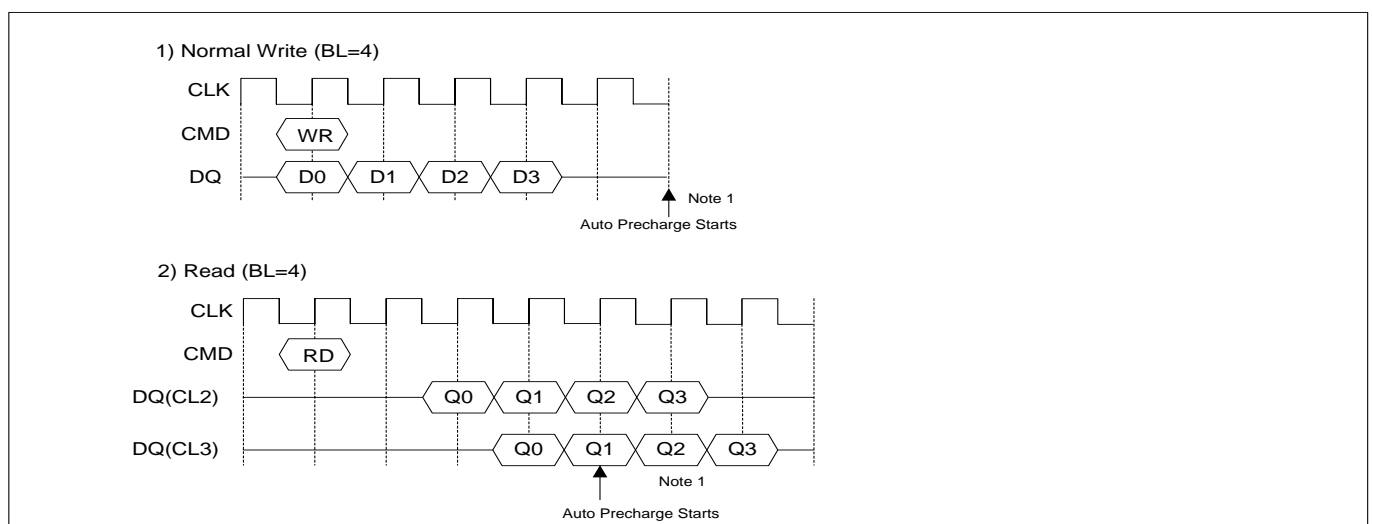 1) Normal Write (BL=4)
CLK
CMD WR
DQ D0 D1 D2 D3
Note 1
Auto Precharge Starts
2) Read (BL=4)
CLK
CMD RD
DQ(CL2) Q0 Q1 Q2 Q3
DQ(CL3) Q0 Q1 Q2 Q3
Note 1
Auto Precharge Starts